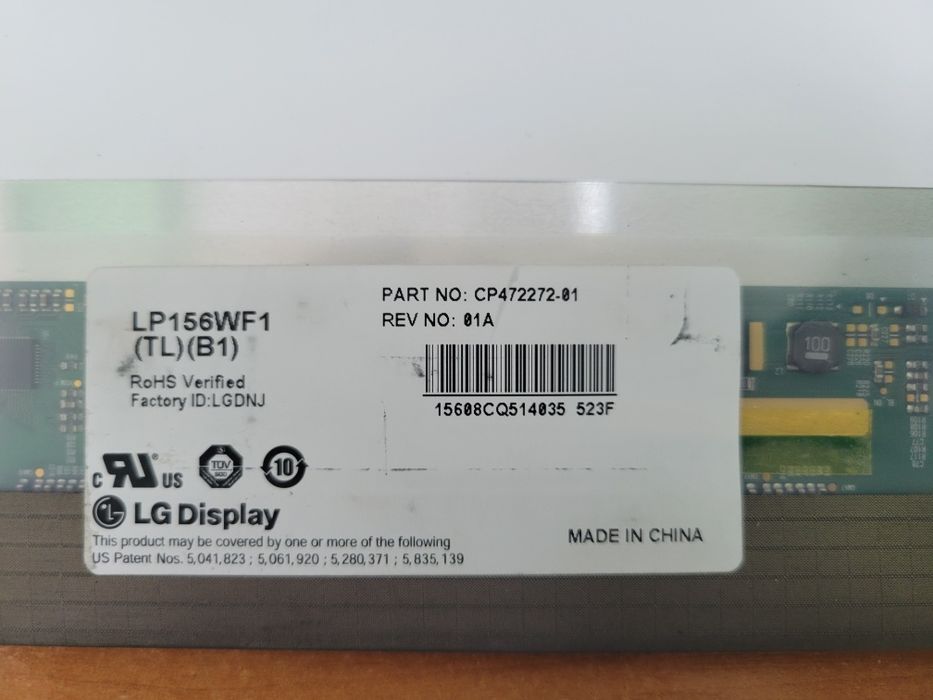 PART NO: CP472272-01
REV NO: 01A
LP156WF1
(TL)(B1)
RoHS Verified
Factory ID:LGDNJ
15608CQ514035 523F
100
c RU US
TÜV
10
LG Display
MADE IN CHINA
This product may be covered by one or more of the following
US Patent Nos. 5,041,823 ; 5,061,920 ; 5,280,371 ; 5,835,139